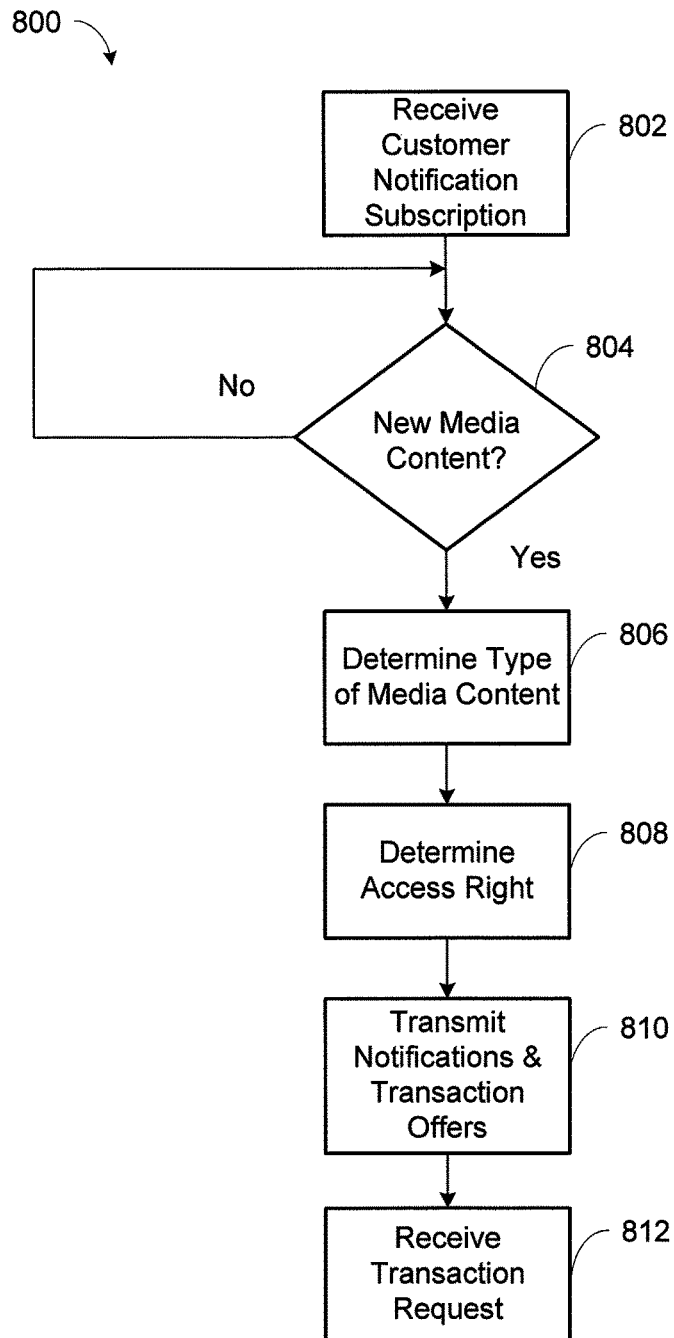 800
Receive
Customer
Notification
Subscription
802
804
No
New Media
Content?
Yes
Determine Type
of Media Content
806
Determine
Access Right
808
Transmit
Notifications &
Transaction
Offers
810
Receive
Transaction
Request
812